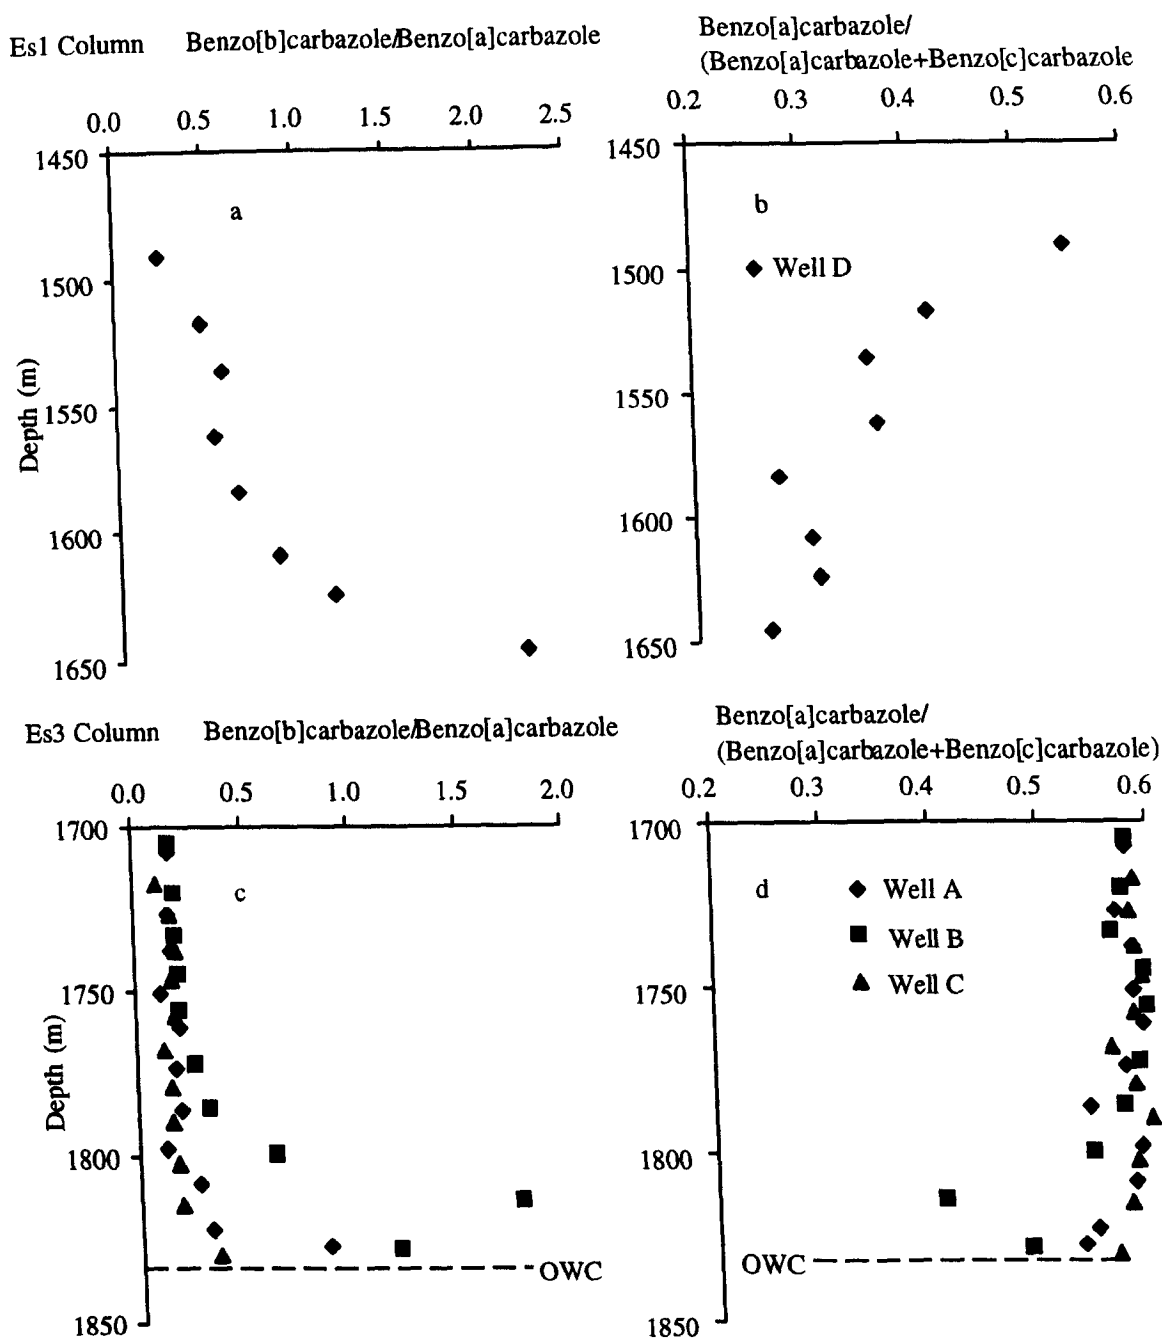 Es1 Column Benzo[b]carbazole/Benzo[a]carbazole
0.0 0.5 1.0 1.5 2.0 2.5
1450
1500
1550
1600
1650
Depth (m)
a
Benzo[a]carbazole/
(Benzo[a]carbazole+Benzo[c]carbazole
0.2 0.3 0.4 0.5 0.6
1450
1500
1550
1600
1650
b
Well D
Es3 Column Benzo[b]carbazole/Benzo[a]carbazole
0.0 0.5 1.0 1.5 2.0
1700
1750
1800
1850
Depth (m)
c
OWC
Benzo[a]carbazole/
(Benzo[a]carbazole+Benzo[c]carbazole)
0.2 0.3 0.4 0.5 0.6
1700
1750
1800
1850
d
Well A
Well B
Well C
OWC